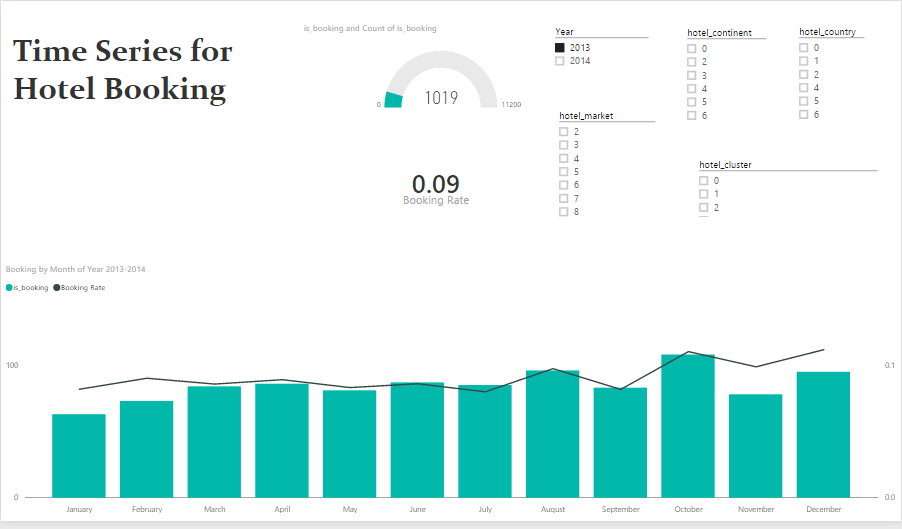 Time Series for
Hotel Booking
is_booking and Count of is_booking
1019
0
11200
0.09
Booking Rate
Year
2013
2014
hotel_continent
0
2
3
4
5
6
hotel_country
0
1
2
4
5
6
hotel_market
2
3
4
5
6
7
8
hotel_cluster
0
1
2
Booking by Month of Year 2013-2014
is_booking Booking Rate
100
0
0.1
0.0
January February March April May June July August September October November December